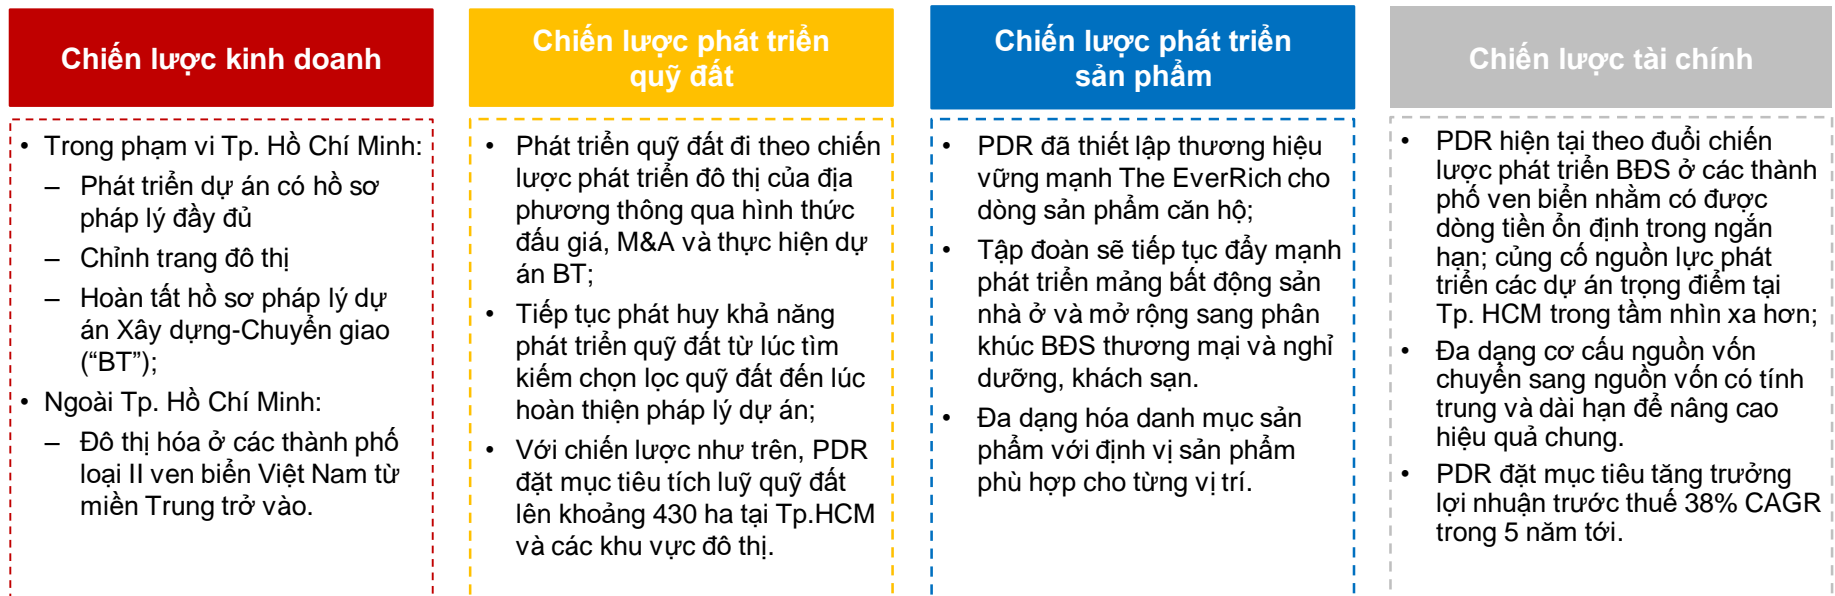 Chiến lược kinh doanh
• Trong phạm vi Tp. Hồ Chí Minh:
– Phát triển dự án có hồ sơ
pháp lý đầy đủ
– Chỉnh trang đô thị
– Hoàn tất hồ sơ pháp lý dự
án Xây dựng-Chuyển giao
(“BT”);
• Ngoài Tp. Hồ Chí Minh:
– Đô thị hóa ở các thành phố
loại II ven biển Việt Nam từ
miền Trung trở vào.
Chiến lược phát triển
quỹ đất
• Phát triển quỹ đất đi theo chiến
lược phát triển đô thị của địa
phương thông qua hình thức
đấu giá, M&A và thực hiện dự
án BT;
• Tiếp tục phát huy khả năng
phát triển quỹ đất từ lúc tìm
kiếm chọn lọc quỹ đất đến lúc
hoàn thiện pháp lý dự án;
• Với chiến lược như trên, PDR
đặt mục tiêu tích luỹ quỹ đất
lên khoảng 430 ha tại Tp.HCM
và các khu vực đô thị.
Chiến lược phát triển
sản phẩm
• PDR đã thiết lập thương hiệu
vững mạnh The EverRich cho
dòng sản phẩm căn hộ;
• Tập đoàn sẽ tiếp tục đẩy mạnh
phát triển mảng bất động sản
nhà ở và mở rộng sang phân
khúc BĐS thương mại và nghỉ
dưỡng, khách sạn.
• Đa dạng hóa danh mục sản
phẩm với định vị sản phẩm
phù hợp cho từng vị trí.
Chiến lược tài chính
• PDR hiện tại theo đuổi chiến
lược phát triển BĐS ở các thành
phố ven biển nhằm có được
dòng tiền ổn định trong ngắn
hạn; củng cố nguồn lực phát
triển các dự án trọng điểm tại
Tp. HCM trong tầm nhìn xa hơn;
• Đa dạng cơ cấu nguồn vốn
chuyển sang nguồn vốn có tính
trung và dài hạn để nâng cao
hiệu quả chung.
• PDR đặt mục tiêu tăng trưởng
lợi nhuận trước thuế 38% CAGR
trong 5 năm tới.